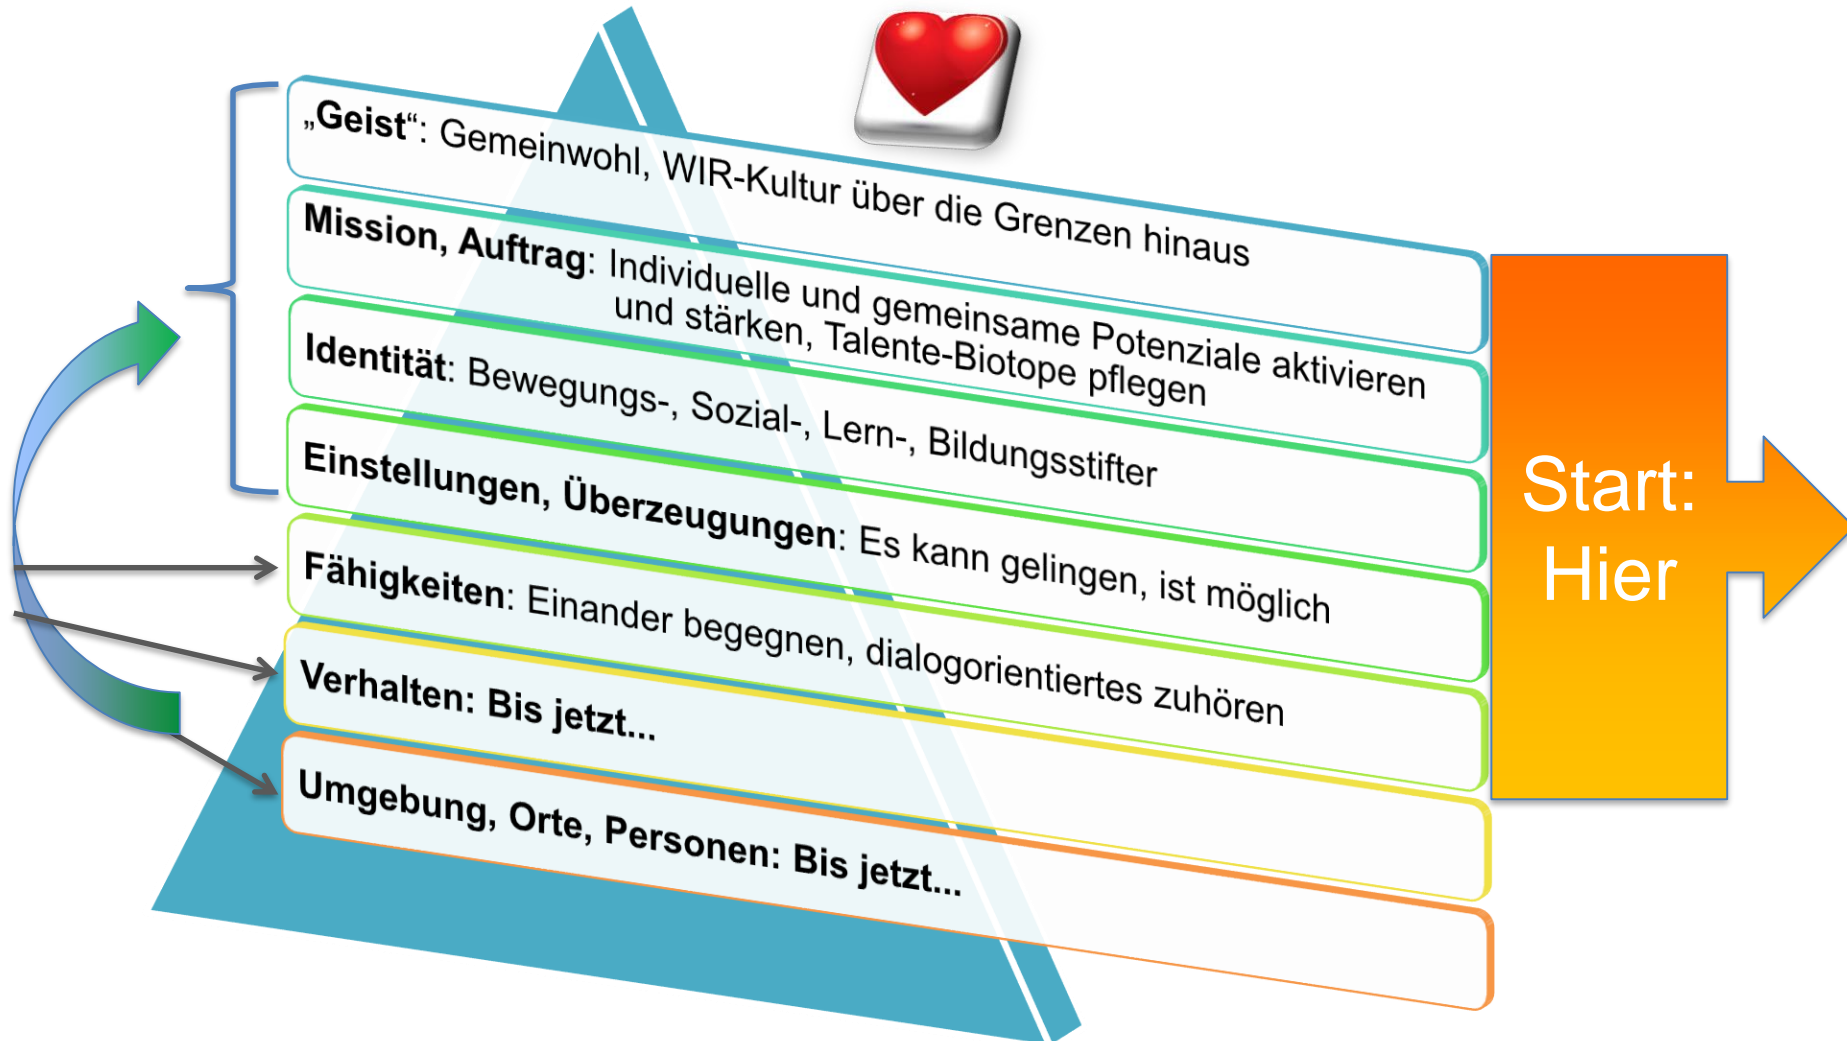 „Geist“: Gemeinwohl, WIR-Kultur über die Grenzen hinaus
Mission, Auftrag: Individuelle und gemeinsame Potenziale aktivieren
und stärken, Talente-Biotope pflegen
Identität: Bewegungs-, Sozial-, Lern-, Bildungsstifter
Einstellungen, Überzeugungen: Es kann gelingen, ist möglich
Fähigkeiten: Einander begegnen, dialogorientiertes zuhören
Verhalten: Bis jetzt...
Umgebung, Orte, Personen: Bis jetzt...
Start:
Hier